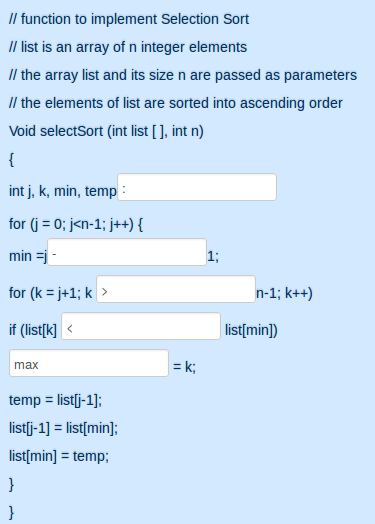 // function to implement Selection Sort
// list is an array of n integer elements
// the array list and its size n are passed as parameters
// the elements of list are sorted into ascending order
Void selectSort (int list [ ], int n)
{
int j, k, min, temp :
for (j = 0; j<n-1; j++) {
min =j - 1;
for (k = j+1; k > n-1; k++)
if (list[k] < list[min])
max = k;
temp = list[j-1];
list[j-1] = list[min];
list[min] = temp;
}
}